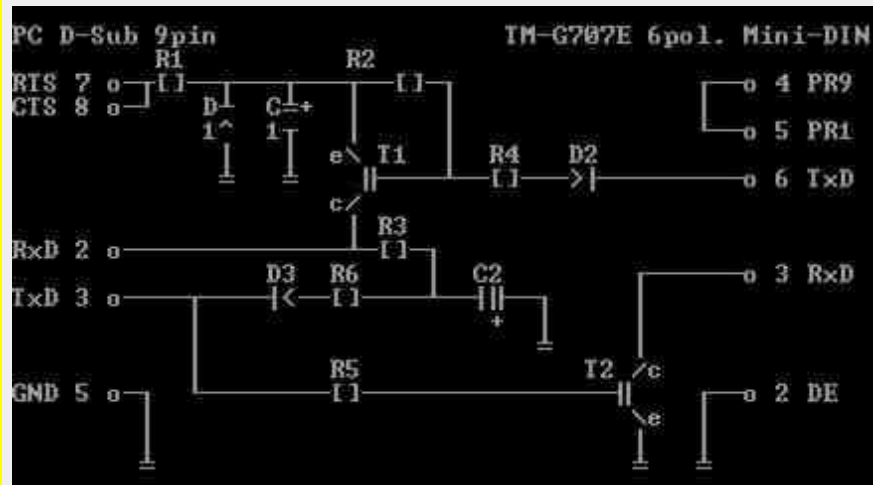 PC D-Sub 9pin TM-G707E 6pol. Mini-DIN
R1 R2
RTS 7 o [ ] [ ] o 4 PR9
CTS 8 o D C + 
1^ 1 o 5 PR1
e T1 R4 D2
[ ] > o 6 TxD
c
R3
RxD 2 o [ ]
D3 R6 C2 o 3 RxD
TxD 3 o < [ ]
+
R5 T2 c
GND 5 o [ ] o 2 DE
e